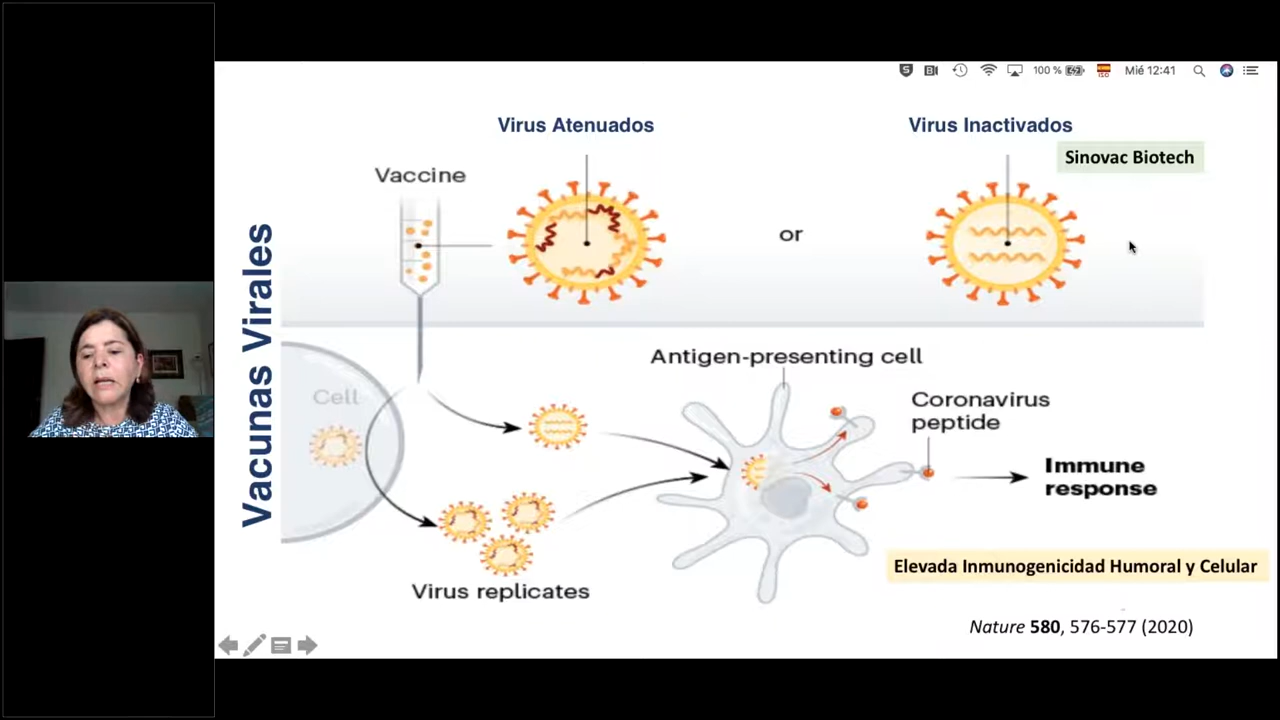 100 %
ISO
Mié 12:41
Virus Atenuados
Virus Inactivados
Sinovac Biotech
Vaccine
or
Vacunas Virales
Antigen-presenting cell
Cell
Coronavirus
peptide
Immune
response
Virus replicates
Elevada Inmunogenicidad Humoral y Celular
Nature 580, 576-577 (2020)